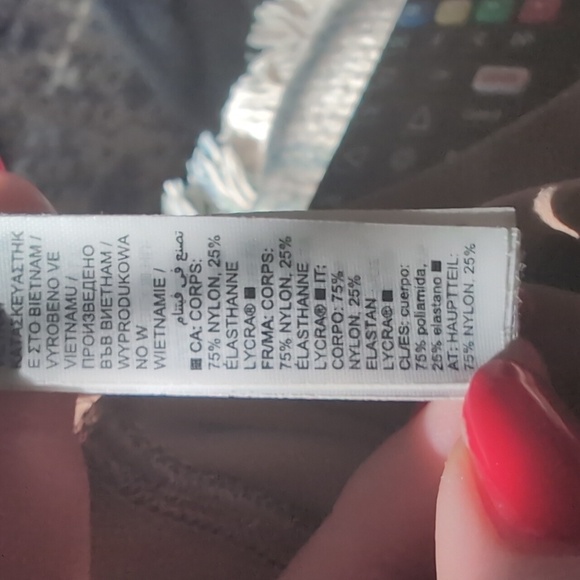 ΚΑΤΑΣΚΕΥΑΣΤΗΚ
Ε ΣΤΟ ΒΙΕΤΝΑΜ /
VYROBENO VE
VIETNAMU /
ПРОИЗВЕДЕНО
ВЪВ ВИЕТНАМ /
WYPRODUKOWA
NO W
WIETNAMIE /
تصنع في فيتنام
■ CA: CORPS:
75% NYLON, 25%
ÉLASTHANNE
LYCRA® ■
FR/MA: CORPS:
75% NYLON, 25%
ÉLASTHANNE
LYCRA® ■ IT:
CORPO: 75%
NYLON, 25%
ELASTAN
LYCRA® ■
CL/ES: cuerpo:
75% poliamida,
25% elastano ■
AT: HAUPTTEIL:
75% NYLON, 25%